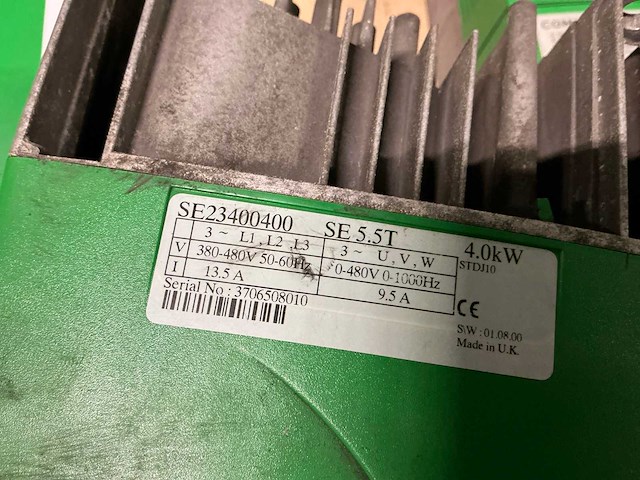 SE23400400 SE 5.5T 4.0kW
3 ~ L1, L2, L3 3 ~ U, V, W STDJ10
V 380-480V 50-60Hz 0-480V 0-1000Hz
I 13.5 A 9.5 A
Serial No : 3706508010
CE
S\W : 01.08.00
Made in U.K.